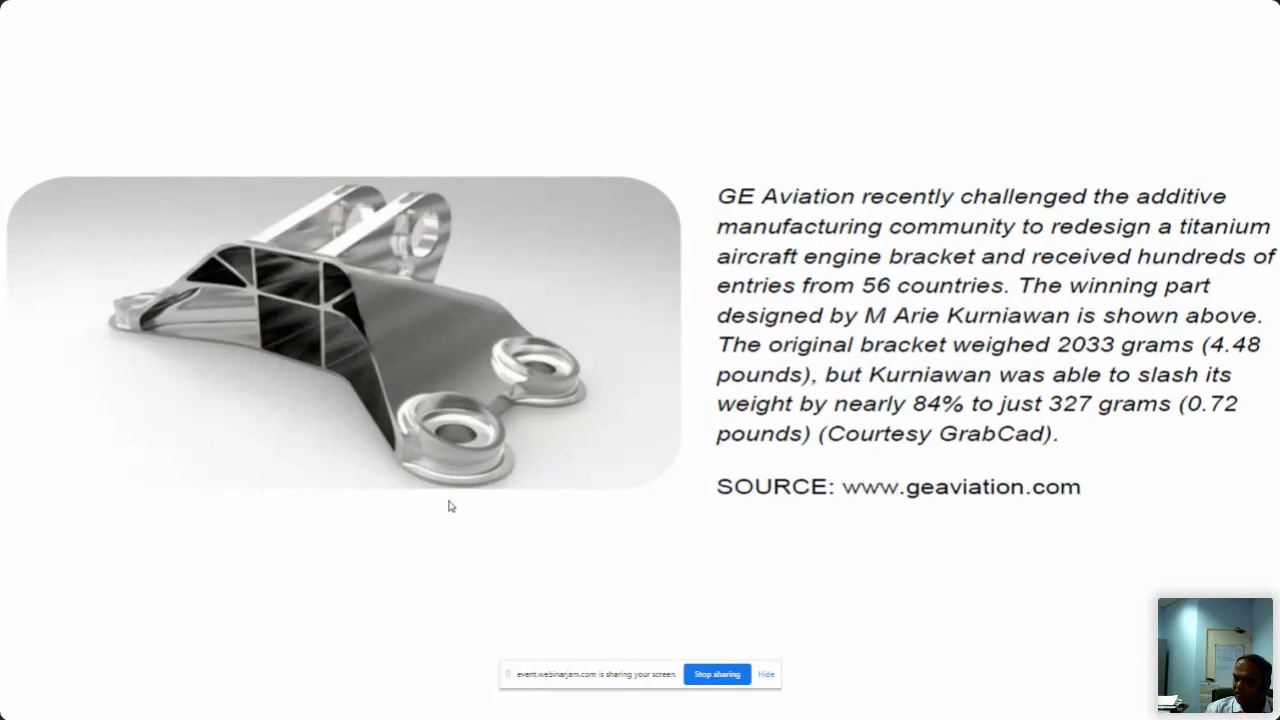 GE Aviation recently challenged the additive
manufacturing community to redesign a titanium
aircraft engine bracket and received hundreds of
entries from 56 countries. The winning part
designed by M Arie Kurniawan is shown above.
The original bracket weighed 2033 grams (4.48
pounds), but Kurniawan was able to slash its
weight by nearly 84% to just 327 grams (0.72
pounds) (Courtesy GrabCad).
SOURCE: www.geaviation.com
event.webinarjam.com is sharing your screen. Stop sharing Hide